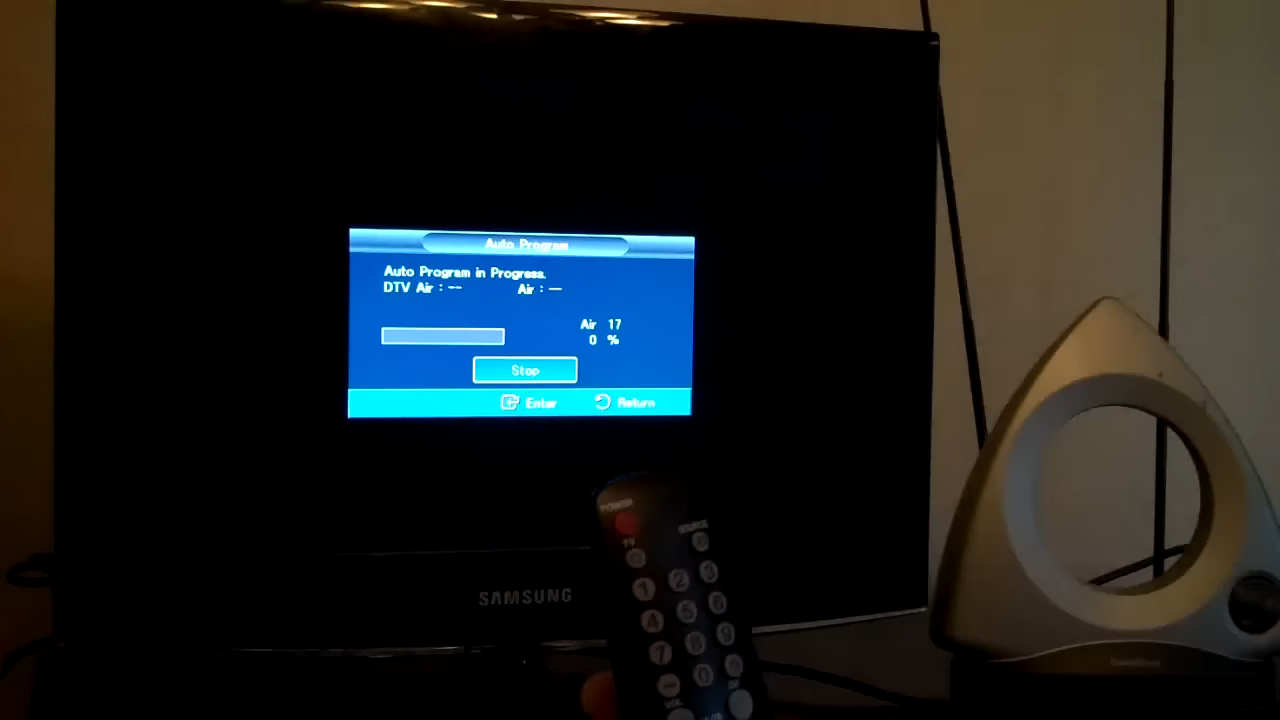 Auto Program
Auto Program in Progress.
DTV Air : -- Air : --
Air 17
0 %
Stop
Enter Return
SAMSUNG
POWER
SOURCE
TV
1 2 3
4 5 6
7 8 9
0
VOL